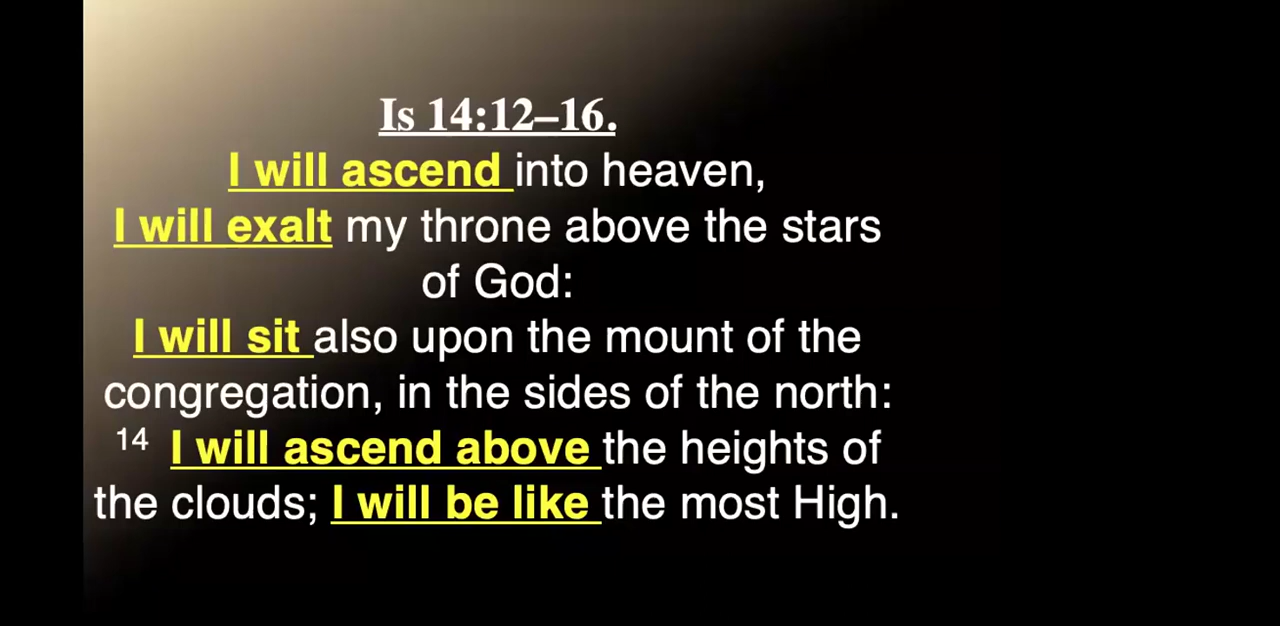 Is 14:12–16.
I will ascend into heaven,
I will exalt my throne above the stars
of God:
I will sit also upon the mount of the
congregation, in the sides of the north:
14 I will ascend above the heights of
the clouds; I will be like the most High.